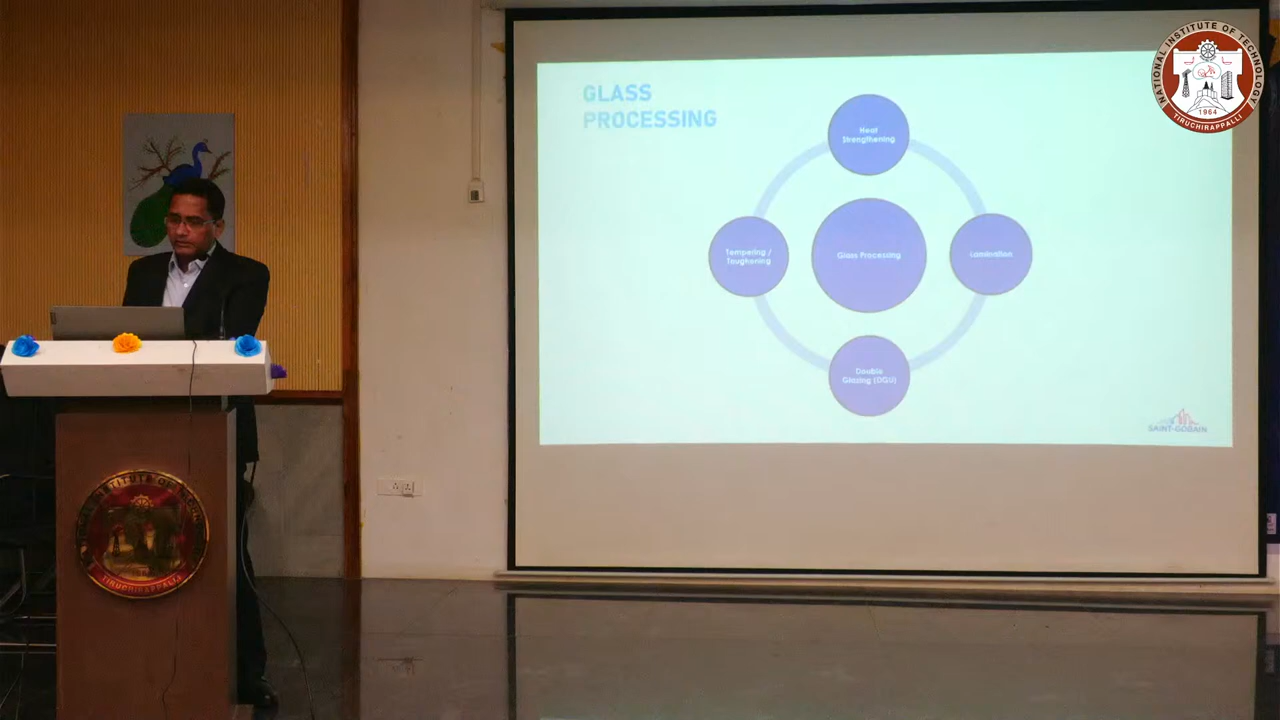 GLASS
PROCESSING
Heat
Strengthening
Tempering /
Toughening
Glass Processing
Lamination
Double
Glazing (DGU)
SAINT-GOBAIN
NATIONAL INSTITUTE OF TECHNOLOGY
TIRUCHIRAPPALLI
1964
TIRUCHIRAPPALLI